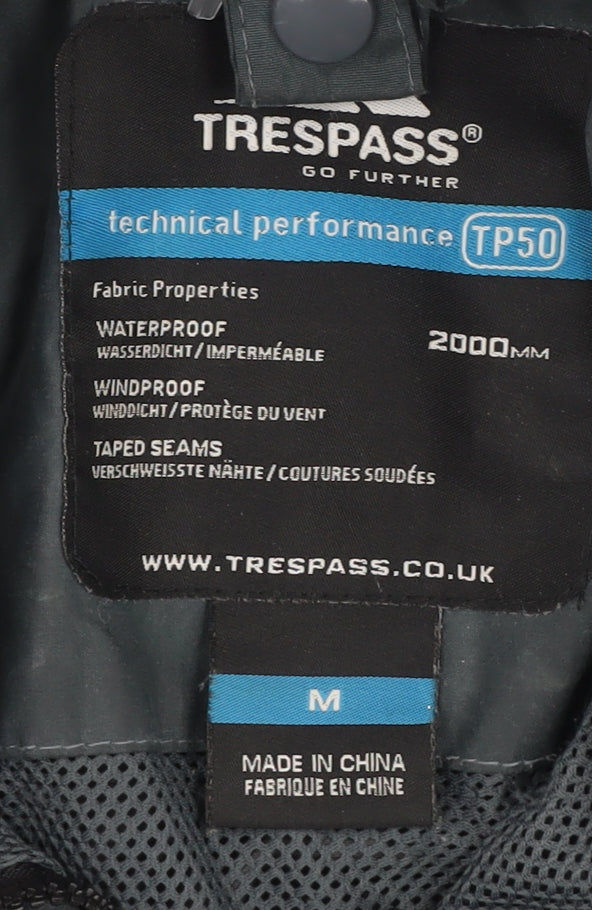 TRESPASS®
GO FURTHER
technical performance TP50
Fabric Properties
WATERPROOF 2000MM
WASSERDICHT / IMPERMÉABLE
WINDPROOF
WINDDICHT / PROTÈGE DU VENT
TAPED SEAMS
VERSCHWEISSTE NÄHTE / COUTURES SOUDÉES
WWW.TRESPASS.CO.UK
M
MADE IN CHINA
FABRIQUE EN CHINE